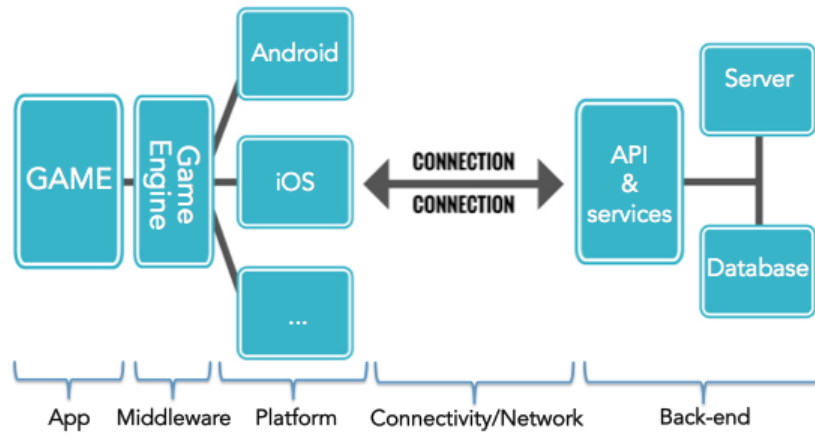 GAME
Game
Engine
Android
iOS
...
CONNECTION
CONNECTION
API
&
services
Server
Database
App
Middleware
Platform
Connectivity/Network
Back-end